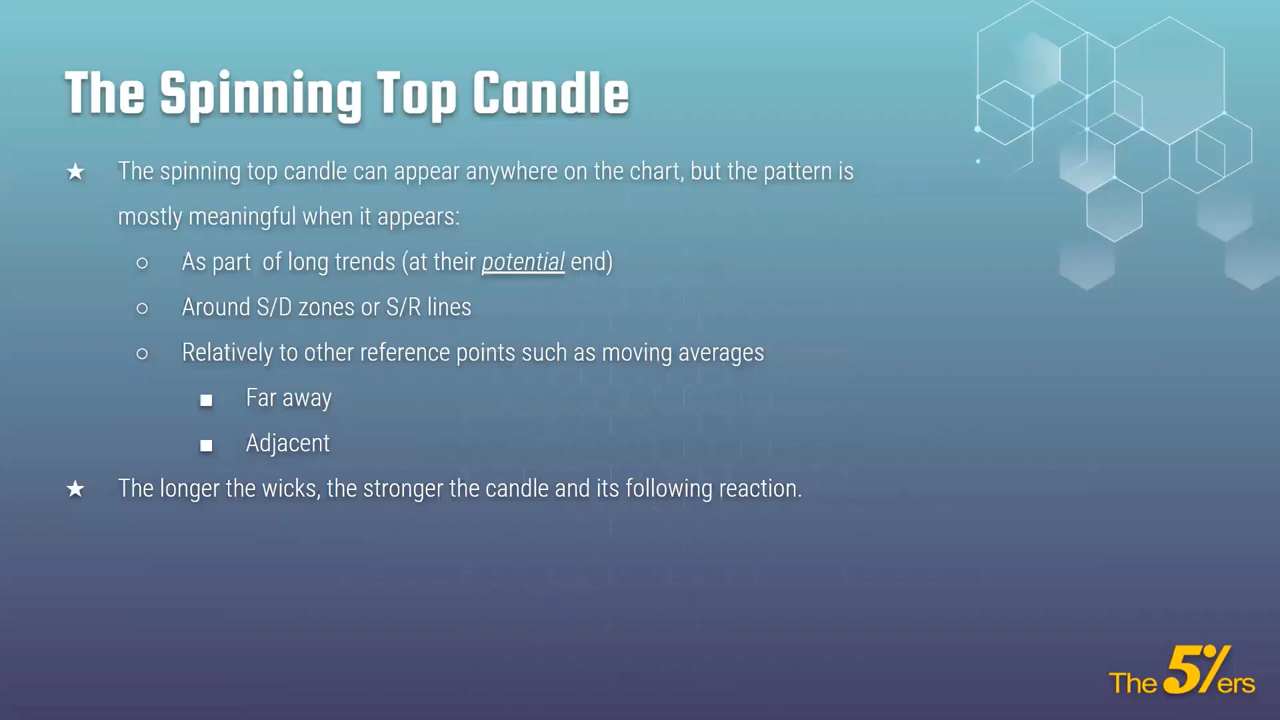 The Spinning Top Candle
★ The spinning top candle can appear anywhere on the chart, but the pattern is
mostly meaningful when it appears:
○ As part of long trends (at their potential end)
○ Around S/D zones or S/R lines
○ Relatively to other reference points such as moving averages
■ Far away
■ Adjacent
★ The longer the wicks, the stronger the candle and its following reaction.
The 5%ers